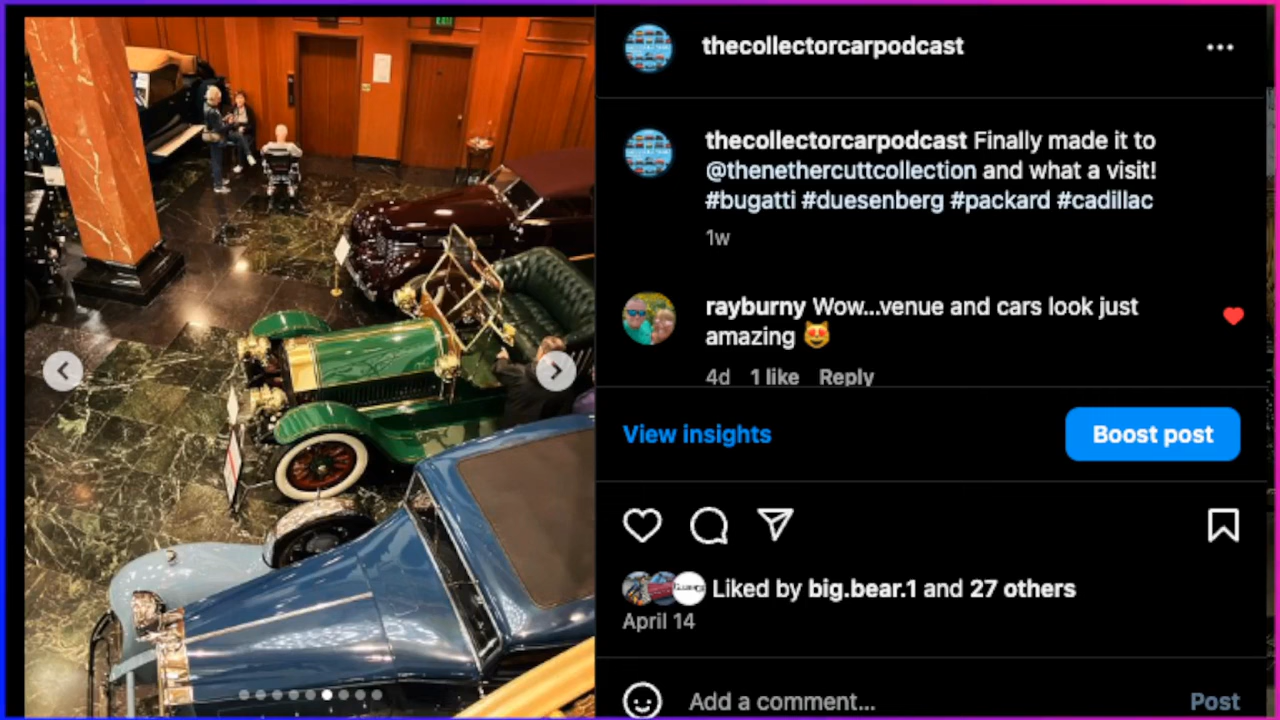 EXIT
thecollectorcarpodcast
thecollectorcarpodcast Finally made it to
@thenethercuttcollection and what a visit!
#bugatti #duesenberg #packard #cadillac
1w
rayburny Wow...venue and cars look just
amazing 😻
4d 1 like Reply
View insights
Boost post
Liked by big.bear.1 and 27 others
April 14
Add a comment...
Post